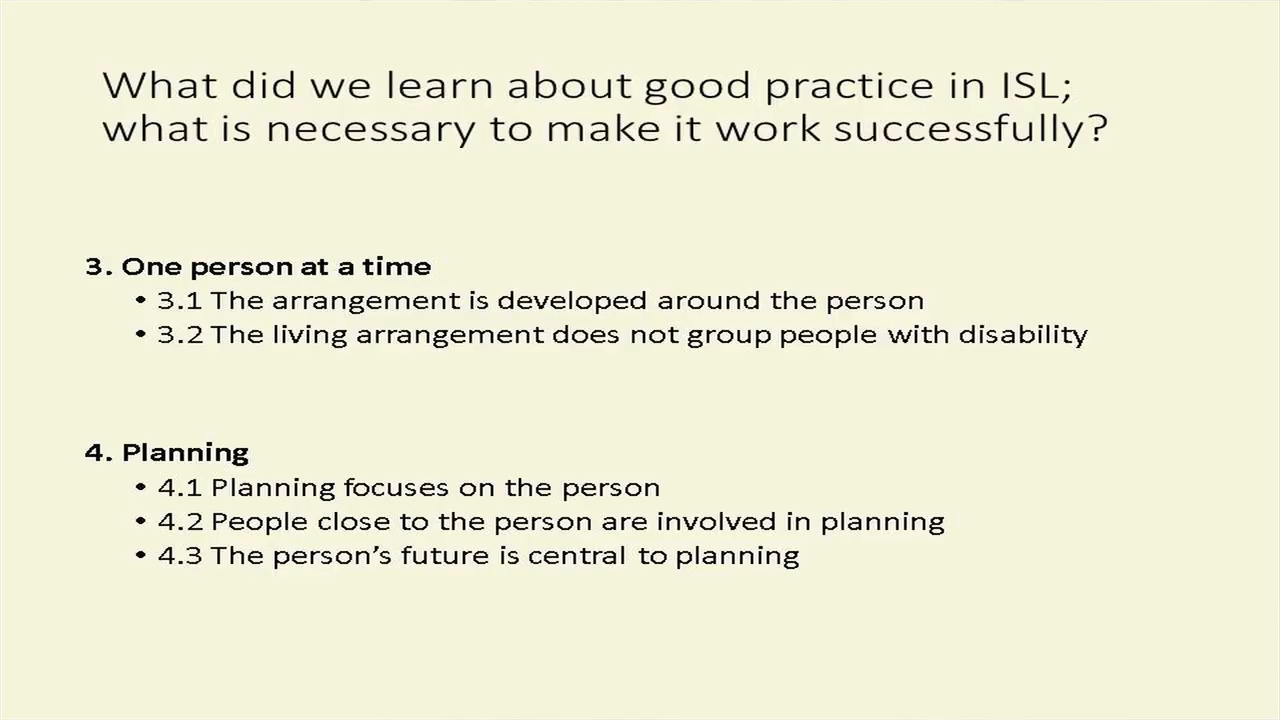 What did we learn about good practice in ISL;
what is necessary to make it work successfully?
3. One person at a time
• 3.1 The arrangement is developed around the person
• 3.2 The living arrangement does not group people with disability
4. Planning
• 4.1 Planning focuses on the person
• 4.2 People close to the person are involved in planning
• 4.3 The person’s future is central to planning